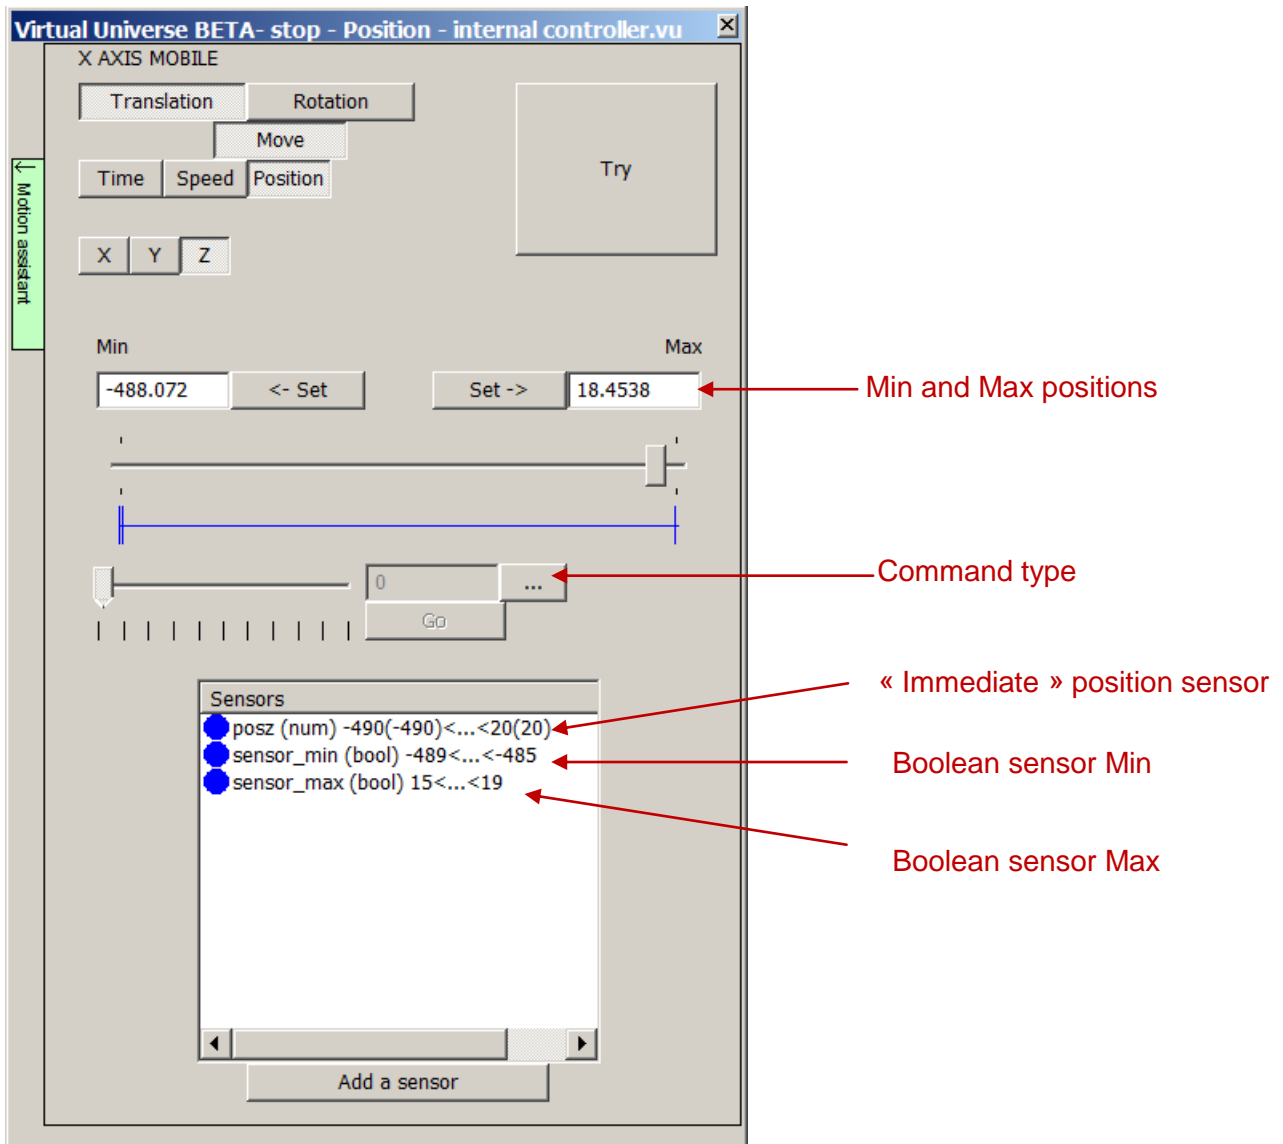 Virtual Universe BETA- stop - Position - internal controller.vu
X AXIS MOBILE
Translation Rotation
Move
Time Speed Position
Try
← Motion assistant
X Y Z
Min Max
-488.072 <- Set Set -> 18.4538
Min and Max positions
0 ...
Command type
Go
Sensors
« Immediate » position sensor
posz (num) -490(-490)<...<20(20)
sensor_min (bool) -489<...<-485
Boolean sensor Min
sensor_max (bool) 15<...<19
Boolean sensor Max
Add a sensor